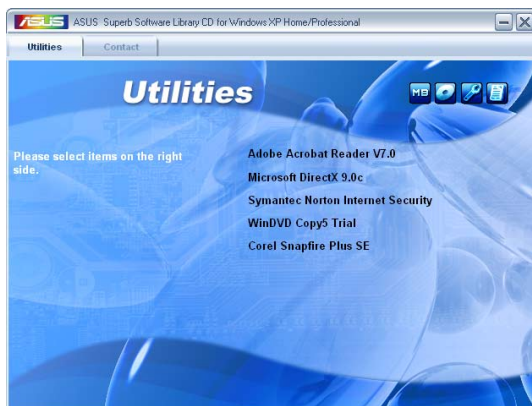 ASUS ASUS Superb Software Library CD for Windows XP Home/Professional
Utilities Contact
Utilities
MB
Please select items on the right
side.
Adobe Acrobat Reader V7.0
Microsoft DirectX 9.0c
Symantec Norton Internet Security
WinDVD Copy5 Trial
Corel Snapfire Plus SE